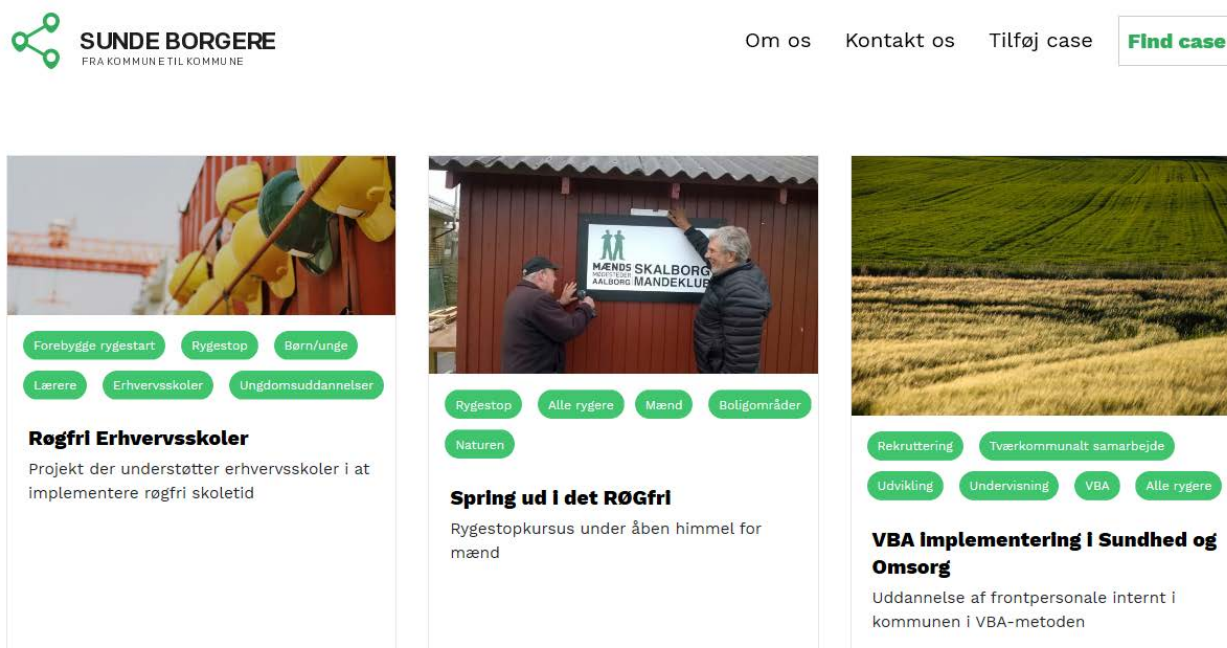 SUNDE BORGERE
FRA KOMMUNE TIL KOMMUNE
Om os Kontakt os Tilføj case Find case
Forebygge rygestart Rygestop Børn/unge
Lærere Erhvervsskoler Ungdomsuddannelser
Røgfri Erhvervsskoler
Projekt der understøtter erhvervsskoler i at
implementere røgfri skoletid
MÆNDS
MØDESTEDER
AALBORG
SKALBORG
MANDEKLUB
Rygestop Alle rygere Mænd Boligområder
Naturen
Spring ud i det RØGfri
Rygestopkursus under åben himmel for
mænd
Rekruttering Tværkommunalt samarbejde
Udvikling Undervisning VBA Alle rygere
VBA implementering i Sundhed og
Omsorg
Uddannelse af frontpersonale internt i
kommunen i VBA-metoden